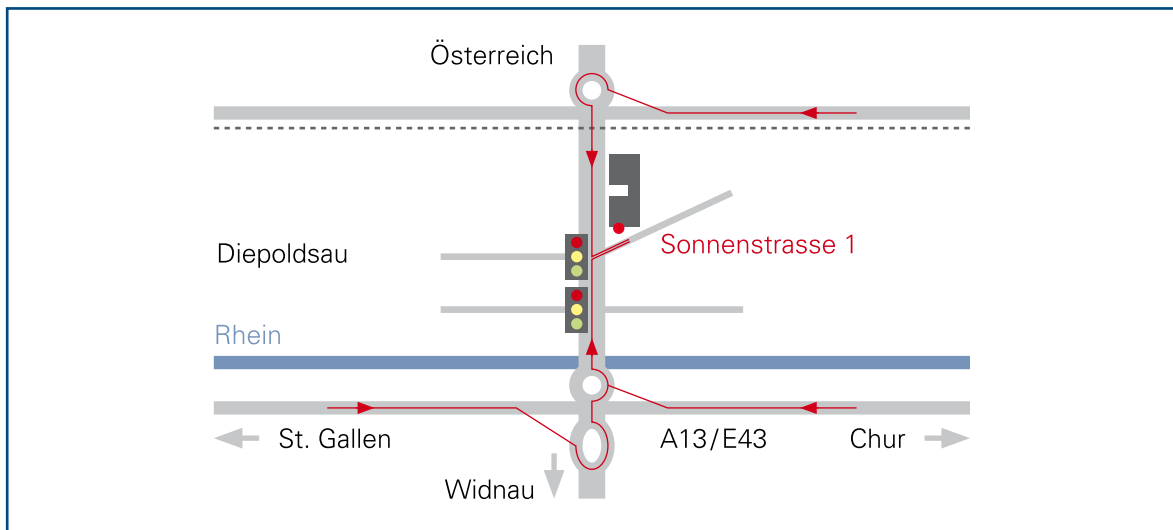 Österreich
Diepoldsau
Sonnenstrasse 1
Rhein
St. Gallen
A13/E43
Chur
Widnau